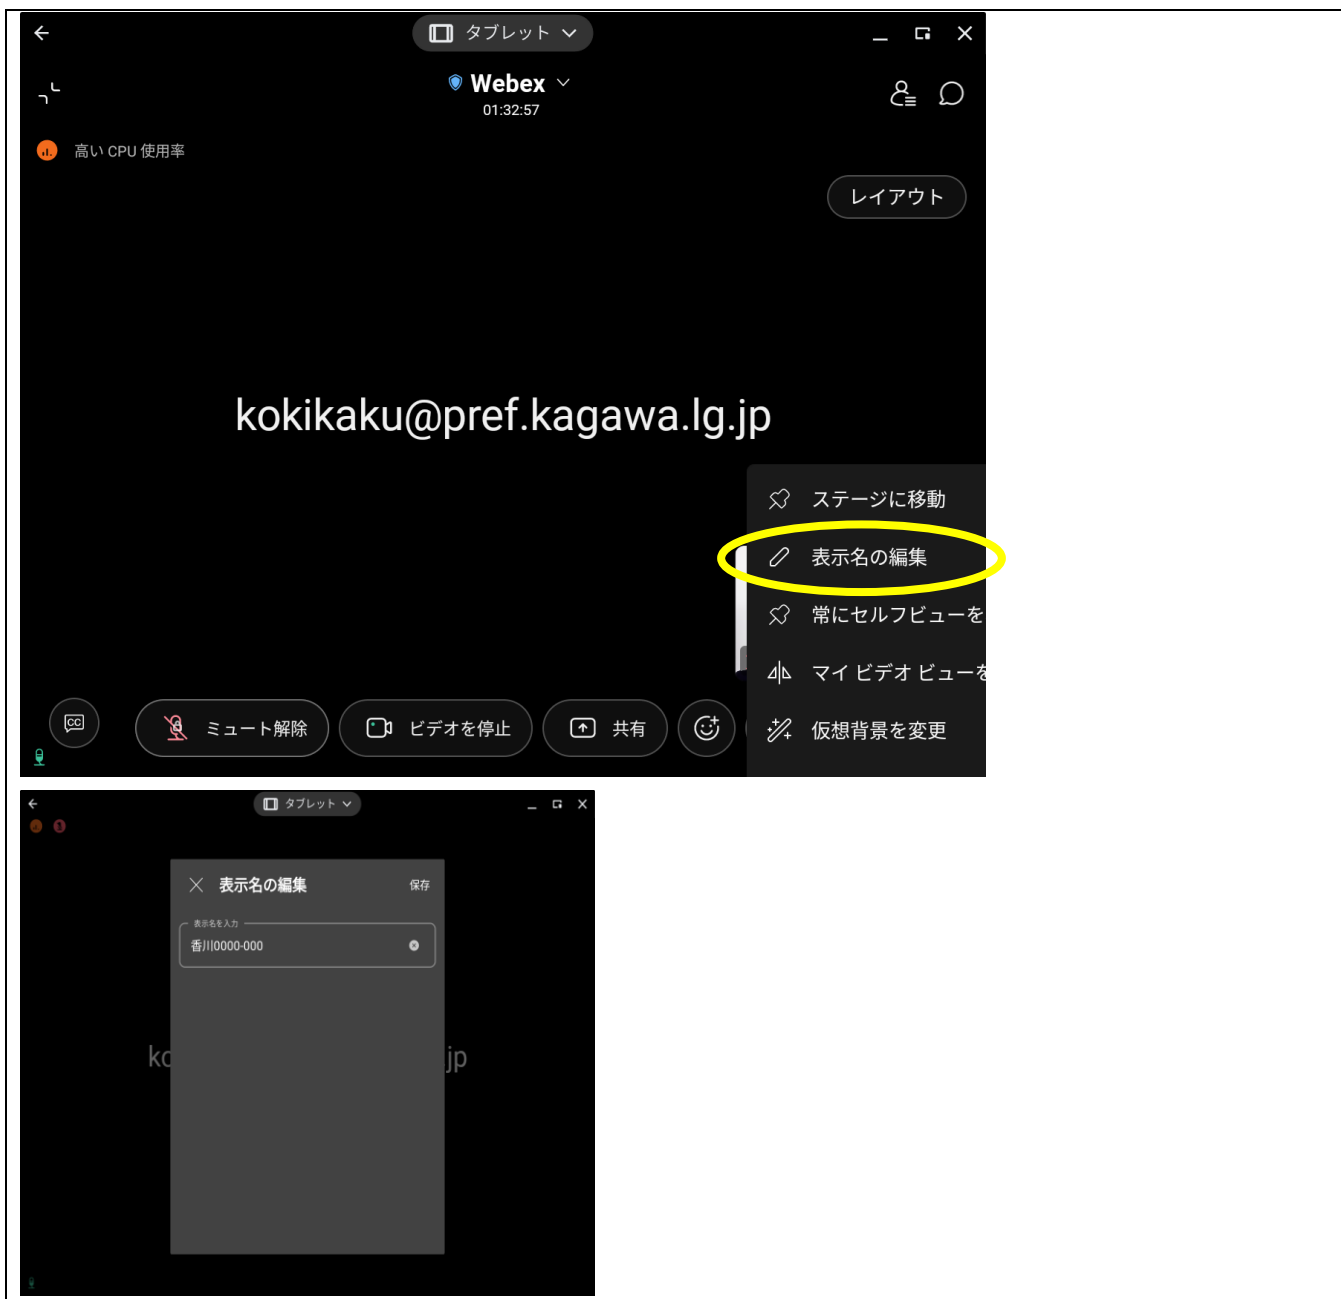 タブレット
Webex
01:32:57
高い CPU 使用率
レイアウト
kokikaku@pref.kagawa.lg.jp
ステージに移動
表示名の編集
常にセルフビューを
マイ ビデオ ビューを
仮想背景を変更
CC
ミュート解除
ビデオを停止
共有
タブレット
表示名の編集
保存
表示名を入力
香川0000-000
kc
jp